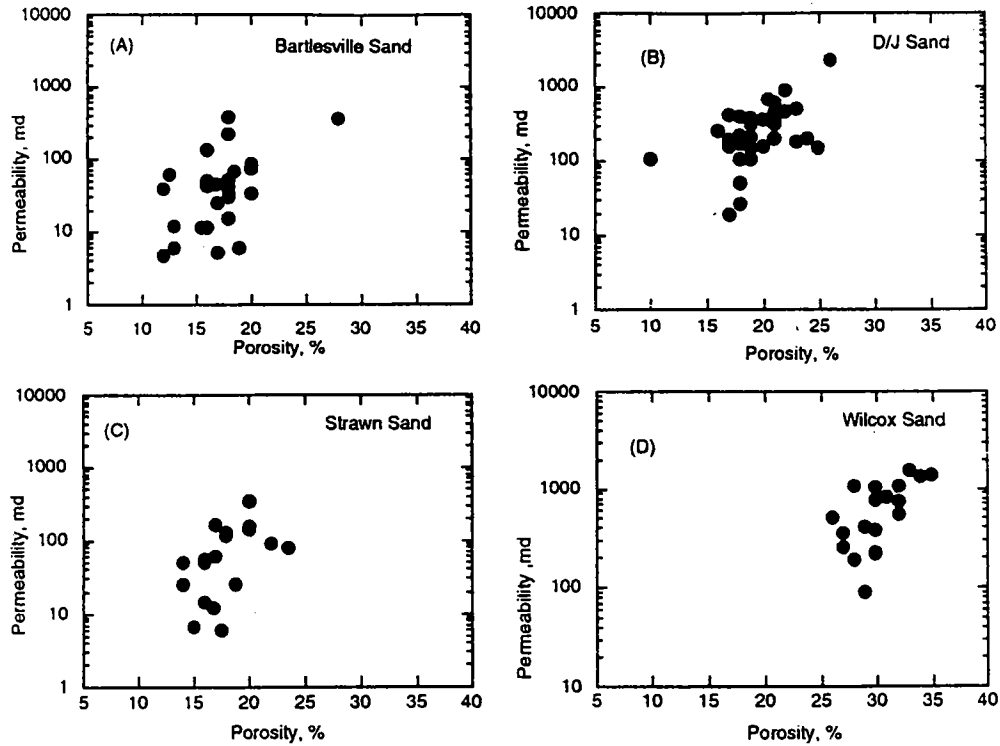 10000
(A)
Bartlesville Sand
1000
100
10
1
5 10 15 20 25 30 35 40
Permeability, md
Porosity, %
10000
(B)
D/J Sand
1000
100
10
1
5 10 15 20 25 30 35 40
Permeability, md
Porosity, %
10000
(C)
Strawn Sand
1000
100
10
1
5 10 15 20 25 30 35 40
Permeability, md
Porosity, %
10000
(D)
Wilcox Sand
1000
100
10
5 10 15 20 25 30 35 40
Permeability ,md
Porosity, %